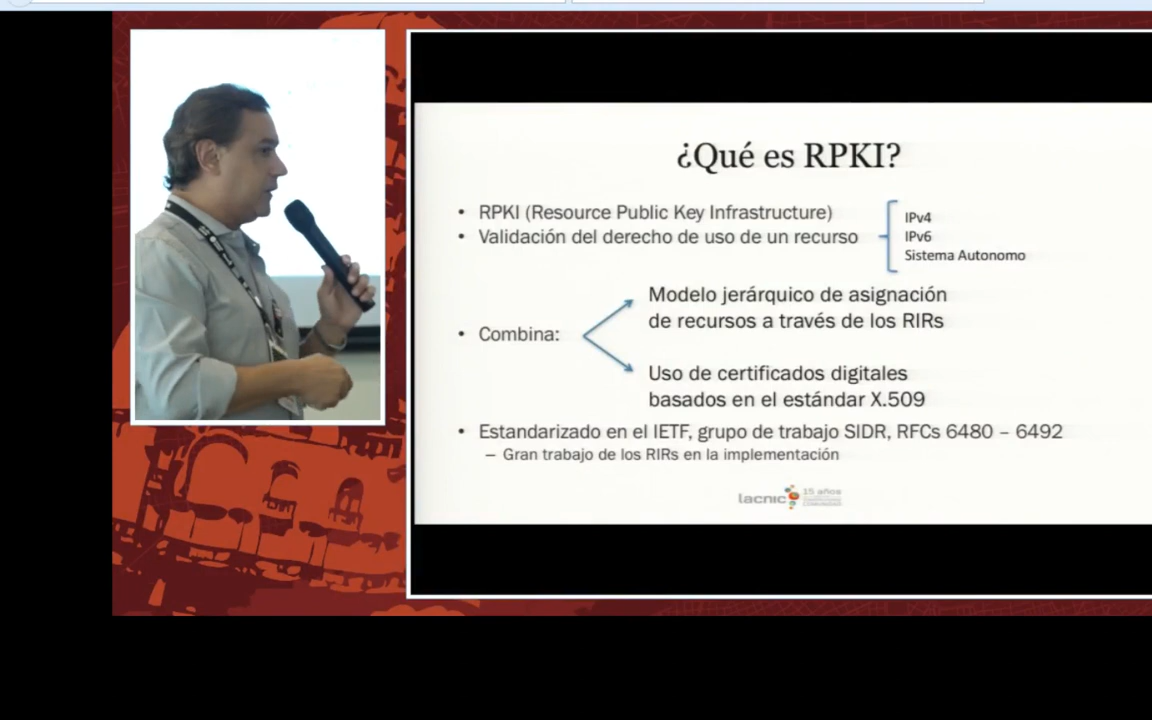 ¿Qué es RPKI?
• RPKI (Resource Public Key Infrastructure)
• Validación del derecho de uso de un recurso
IPv4
IPv6
Sistema Autonomo
• Combina:
Modelo jerárquico de asignación
de recursos a través de los RIRs
Uso de certificados digitales
basados en el estándar X.509
• Estandarizado en el IETF, grupo de trabajo SIDR, RFCs 6480 – 6492
– Gran trabajo de los RIRs en la implementación
lacnic
15 años